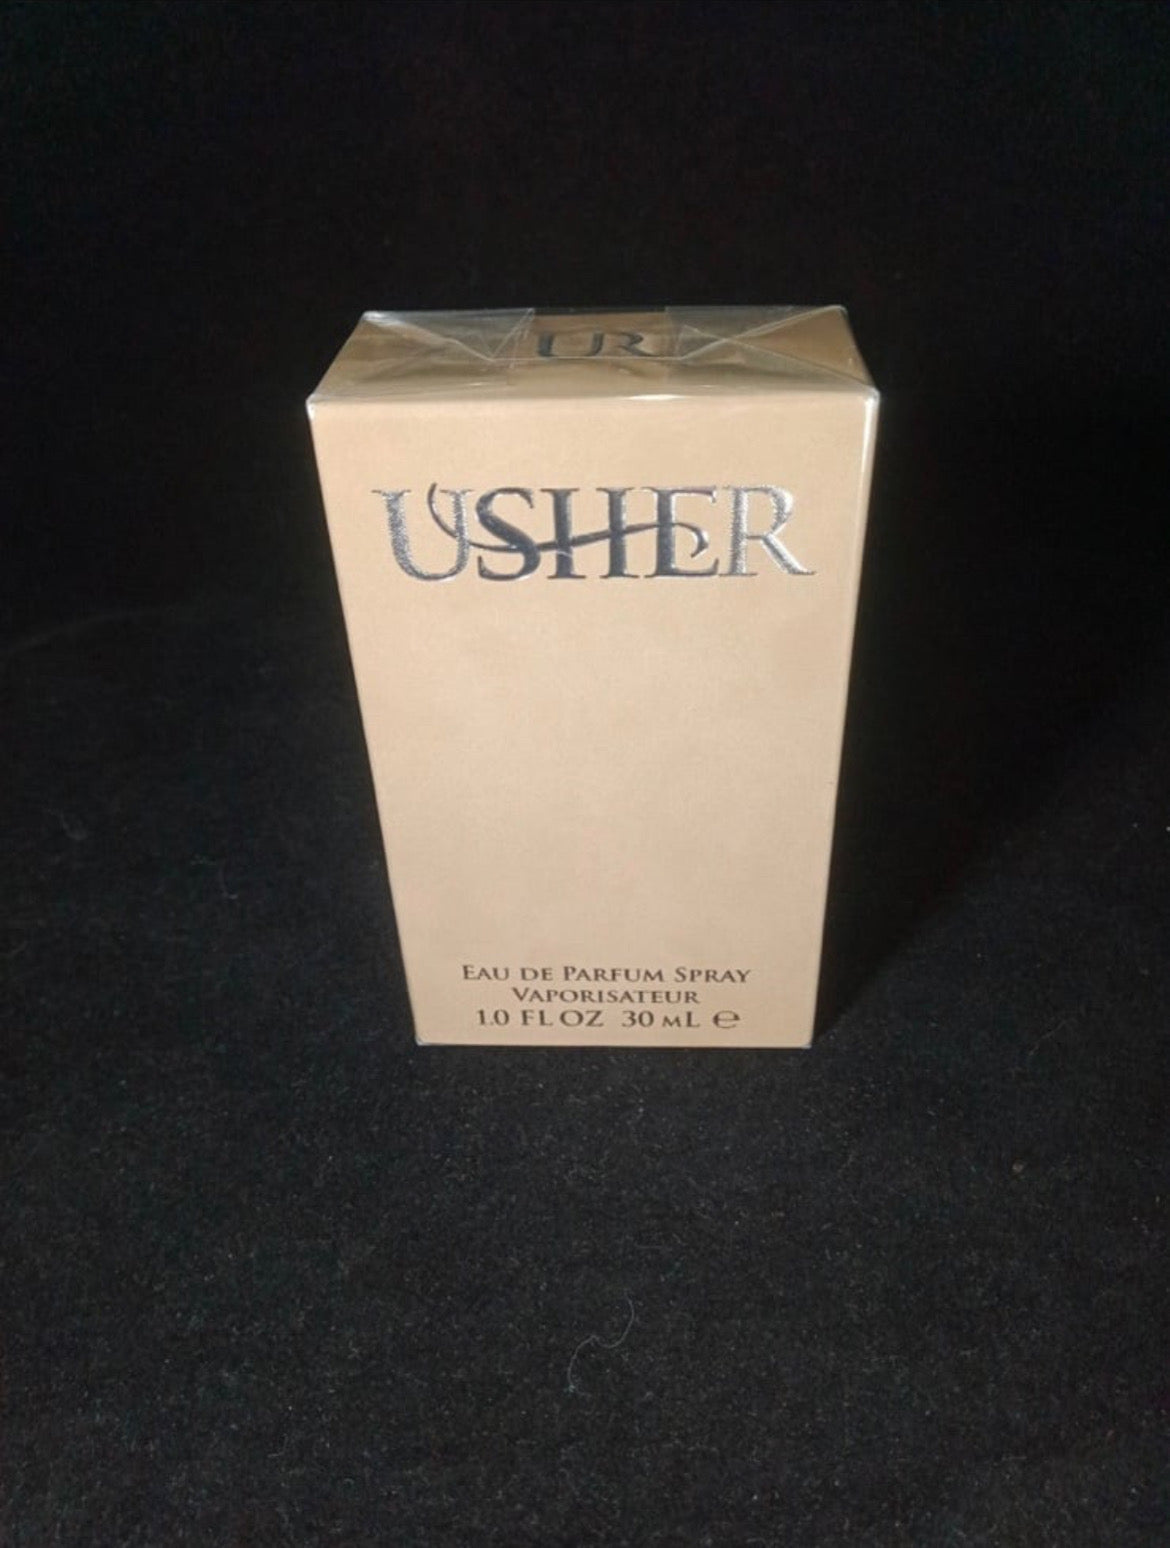 UR
USHER
EAU DE PARFUM SPRAY
VAPORISATEUR
1.0 FL OZ 30 mL ℮